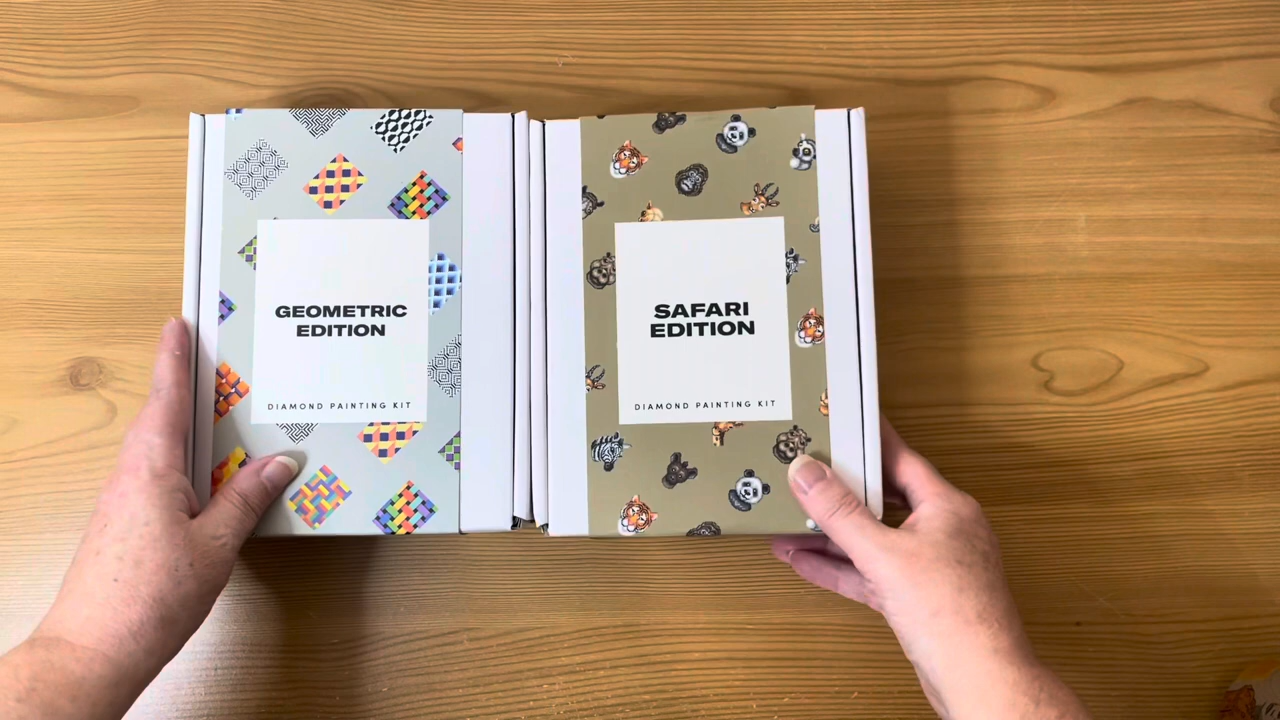 GEOMETRIC
EDITION
DIAMOND PAINTING KIT
SAFARI
EDITION
DIAMOND PAINTING KIT